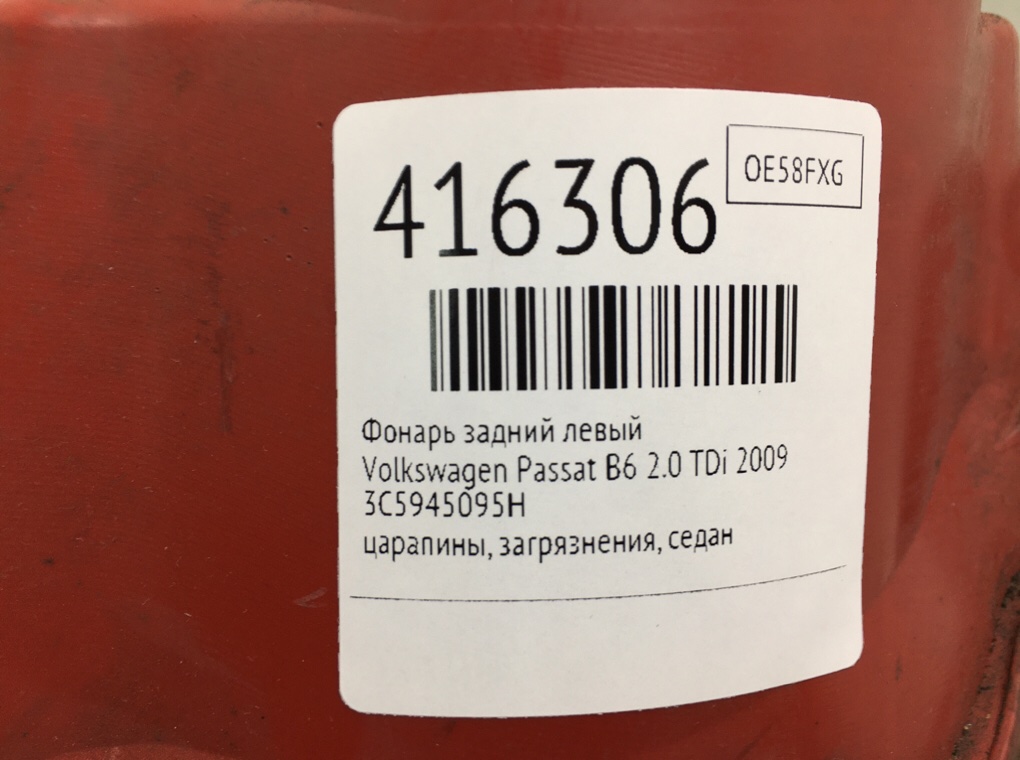 416306
OE58FXG
Фонарь задний левый
Volkswagen Passat B6 2.0 TDi 2009
3C5945095H
царапины, загрязнения, седан